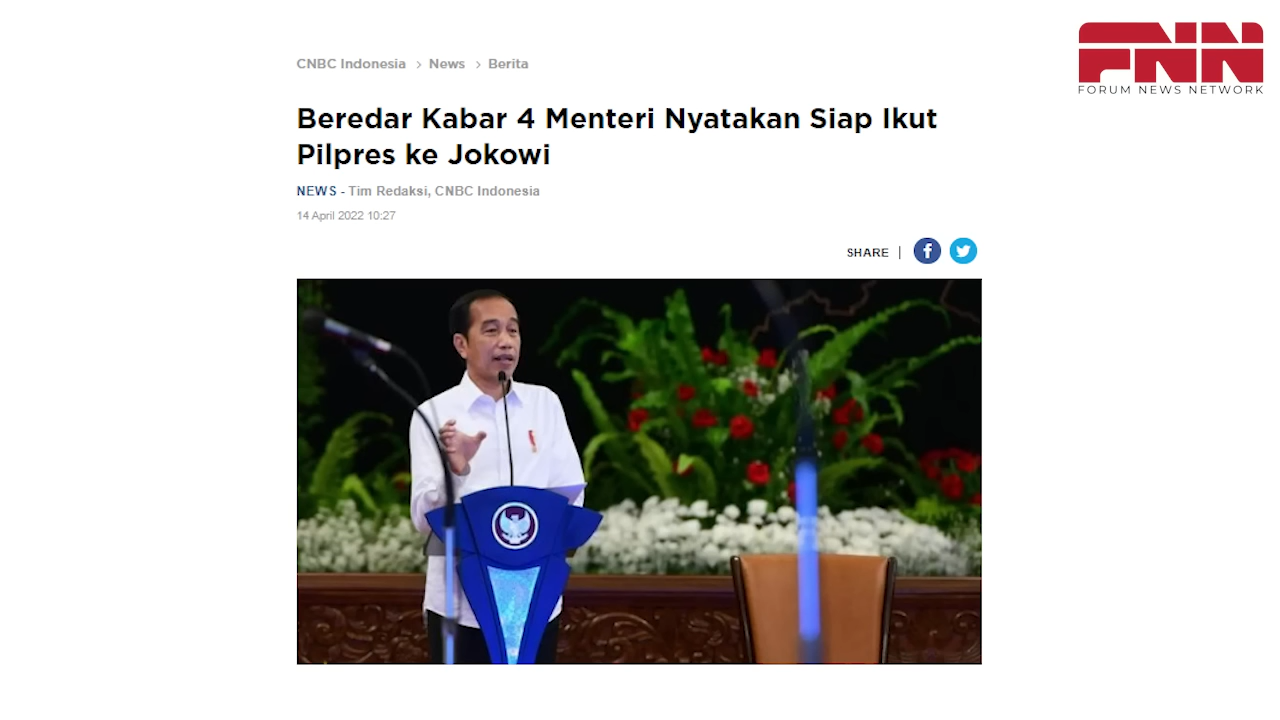 CNBC Indonesia > News > Berita
FNN
FORUM NEWS NETWORK
Beredar Kabar 4 Menteri Nyatakan Siap Ikut
Pilpres ke Jokowi
NEWS - Tim Redaksi, CNBC Indonesia
14 April 2022 10:27
SHARE |